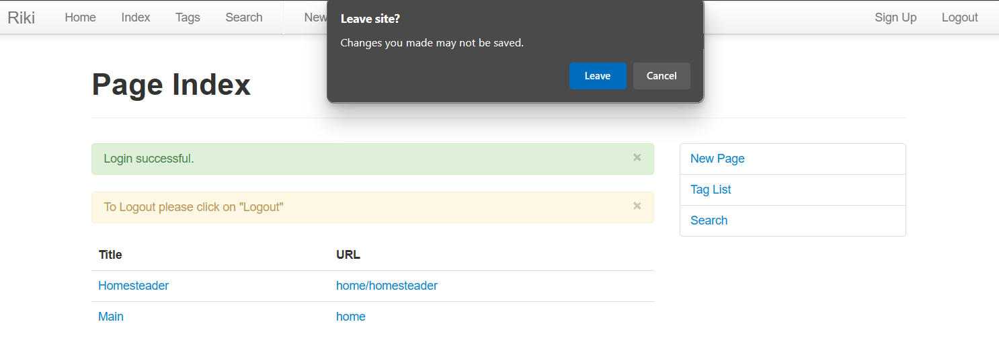 Riki Home Index Tags Search New Sign Up Logout
Leave site?
Changes you made may not be saved.
Leave Cancel
Page Index
Login successful. ×
To Logout please click on "Logout" ×
New Page
Tag List
Search
Title URL
Homesteader home/homesteader
Main home